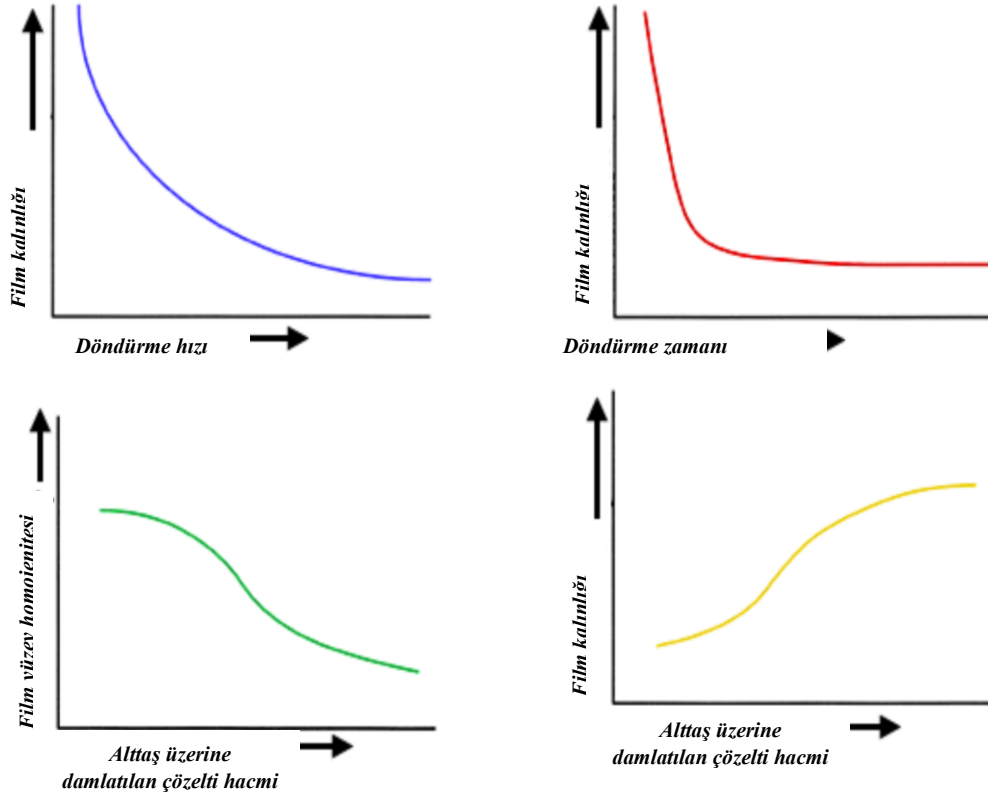 Film kalınlığı
Döndürme hızı
Film kalınlığı
Döndürme zamanı
Film yüzey homojenitesi
Alttaş üzerine
damlatılan çözelti hacmi
Film kalınlığı
Alttaş üzerine
damlatılan çözelti hacmi